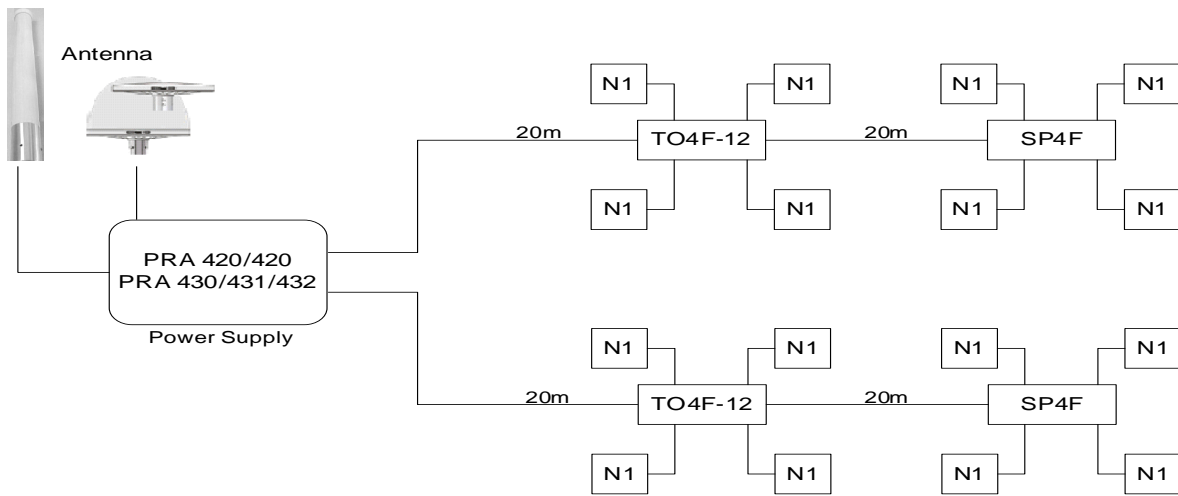 Antenna
N1
N1
N1
N1
20m
TO4F-12
20m
SP4F
N1
N1
N1
N1
PRA 420/420
PRA 430/431/432
Power Supply
N1
N1
N1
N1
20m
TO4F-12
20m
SP4F
N1
N1
N1
N1